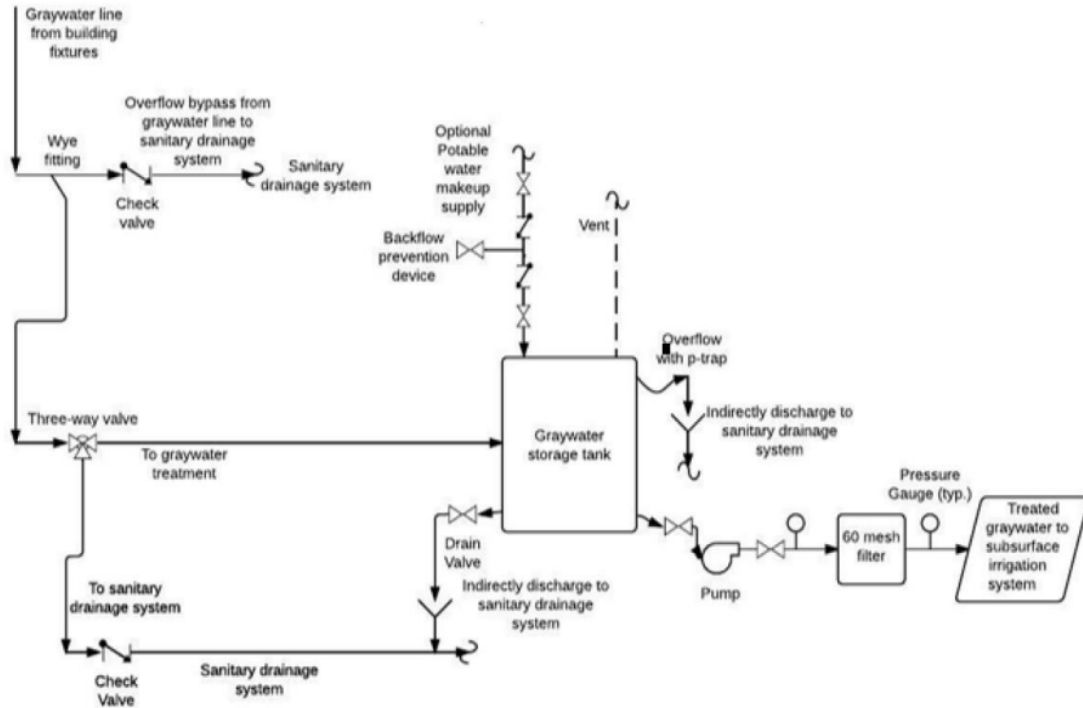 Graywater line
from building
fixtures
Wye
fitting
Overflow bypass from
graywater line to
sanitary drainage
system
Check
valve
Sanitary
drainage system
Optional
Potable
water
makeup
supply
Backflow
prevention
device
Vent
Overflow
with p-trap
Indirectly discharge to
sanitary drainage
system
Three-way valve
To graywater
treatment
Graywater
storage tank
Pressure
Gauge (typ.)
Treated
graywater to
subsurface
irrigation
system
60 mesh
filter
Pump
Drain
Valve
Indirectly discharge to
sanitary drainage
system
To sanitary
drainage system
Check
Valve
Sanitary drainage
system